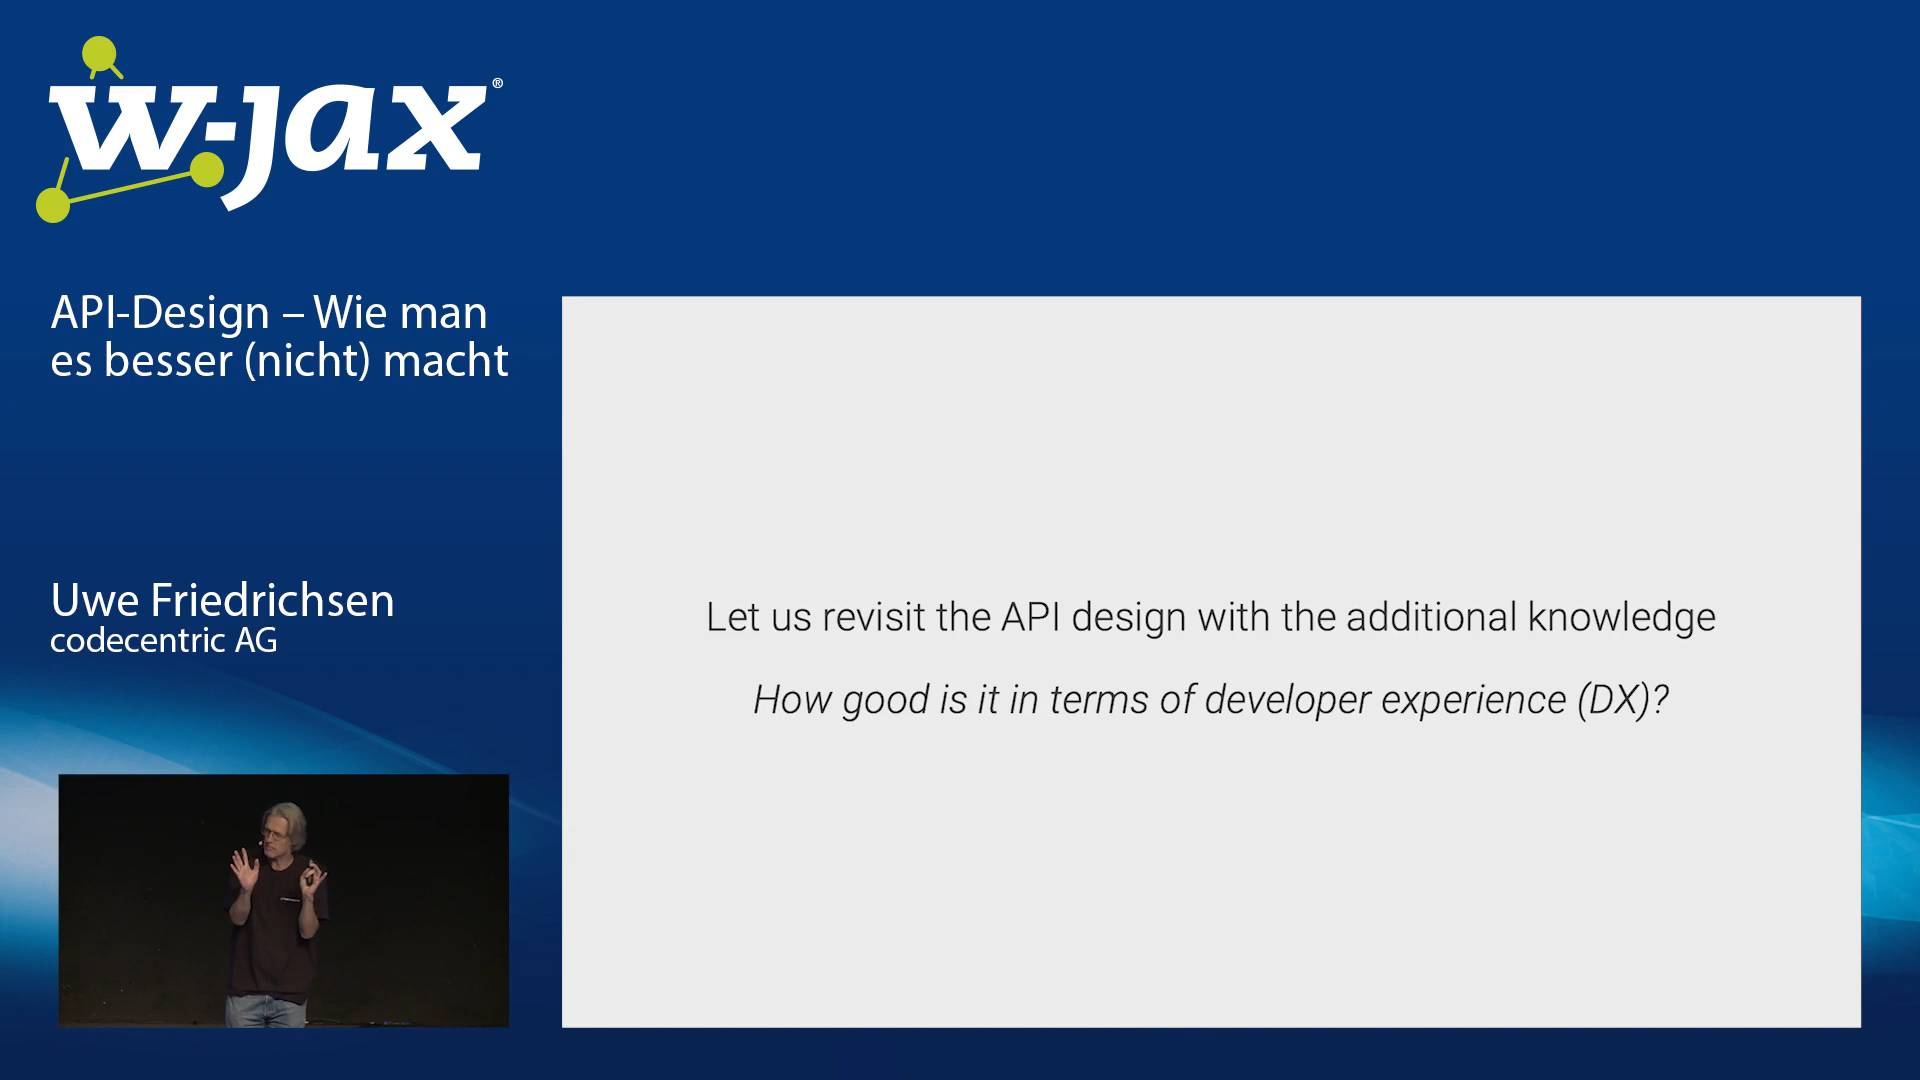 w-jax®
API-Design – Wie man
es besser (nicht) macht
Uwe Friedrichsen
codecentric AG
Let us revisit the API design with the additional knowledge
How good is it in terms of developer experience (DX)?